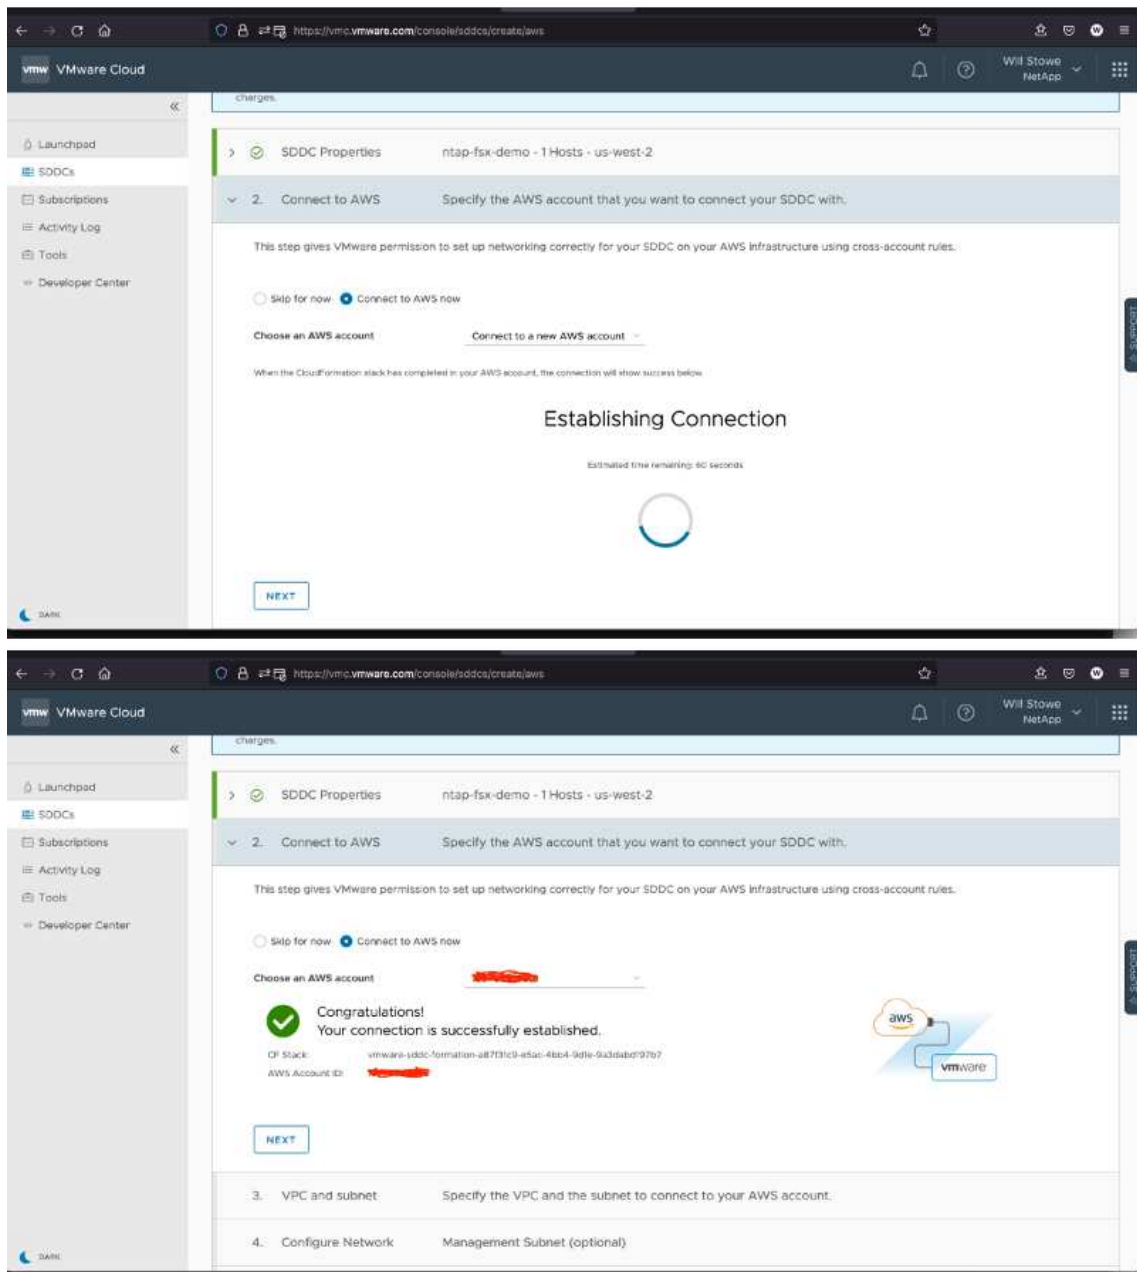 https://vmc.vmware.com/console/sddcs/create/aws
vmw VMware Cloud
Will Stowe
NetApp
charges.
Launchpad
SDDCs
Subscriptions
Activity Log
Tools
Developer Center
DARK
SDDC Properties ntap-fsx-demo - 1 Hosts - us-west-2
2. Connect to AWS Specify the AWS account that you want to connect your SDDC with.
This step gives VMware permission to set up networking correctly for your SDDC on your AWS infrastructure using cross-account rules.
Skip for now Connect to AWS now
Choose an AWS account Connect to a new AWS account
When the CloudFormation stack has completed in your AWS account, the connection will show success below.
Establishing Connection
Estimated time remaining: 60 seconds
NEXT
SUPPORT
https://vmc.vmware.com/console/sddcs/create/aws
vmw VMware Cloud
Will Stowe
NetApp
charges.
Launchpad
SDDCs
Subscriptions
Activity Log
Tools
Developer Center
DARK
SDDC Properties ntap-fsx-demo - 1 Hosts - us-west-2
2. Connect to AWS Specify the AWS account that you want to connect your SDDC with.
This step gives VMware permission to set up networking correctly for your SDDC on your AWS infrastructure using cross-account rules.
Skip for now Connect to AWS now
Choose an AWS account
Congratulations!
Your connection is successfully established.
CF Stack:
AWS Account ID:
aws
vmware
NEXT
3. VPC and subnet Specify the VPC and the subnet to connect to your AWS account.
4. Configure Network Management Subnet (optional)
SUPPORT